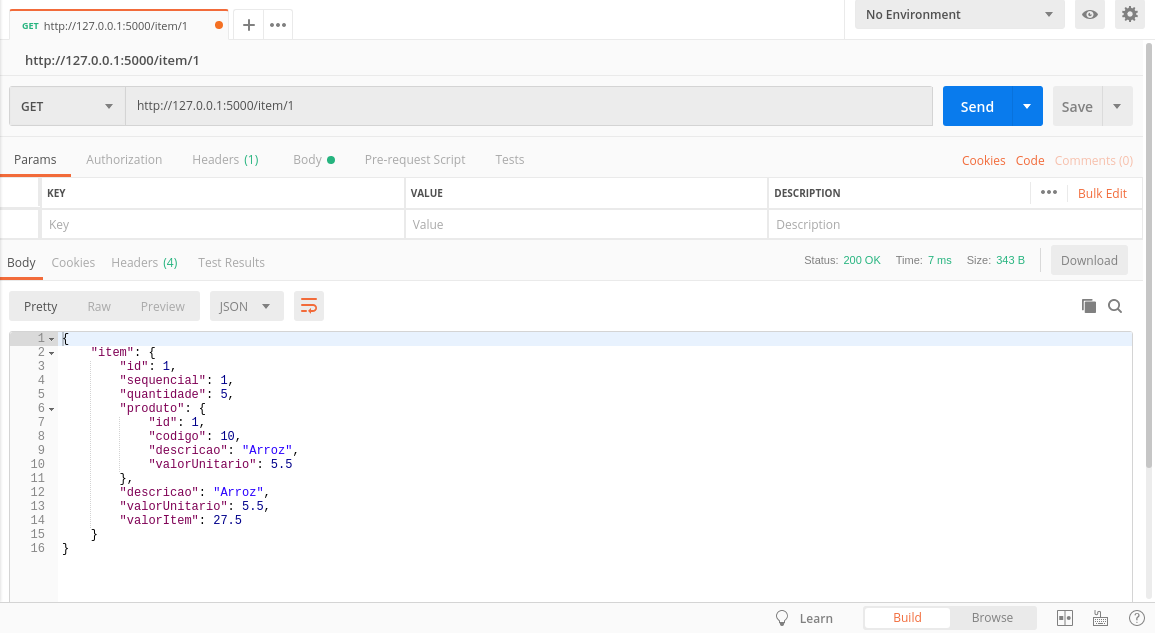 GET http://127.0.0.1:5000/item/1
No Environment
http://127.0.0.1:5000/item/1
GET http://127.0.0.1:5000/item/1 Send Save
Params Authorization Headers (1) Body Pre-request Script Tests Cookies Code Comments (0)
KEY VALUE DESCRIPTION Bulk Edit
Key Value Description
Body Cookies Headers (4) Test Results Status: 200 OK Time: 7 ms Size: 343 B Download
Pretty Raw Preview JSON
1 {
2 "item": {
3 "id": 1,
4 "sequencial": 1,
5 "quantidade": 5,
6 "produto": {
7 "id": 1,
8 "codigo": 10,
9 "descricao": "Arroz",
10 "valorUnitario": 5.5
11 },
12 "descricao": "Arroz",
13 "valorUnitario": 5.5,
14 "valorItem": 27.5
15 }
16 }
Learn Build Browse ?